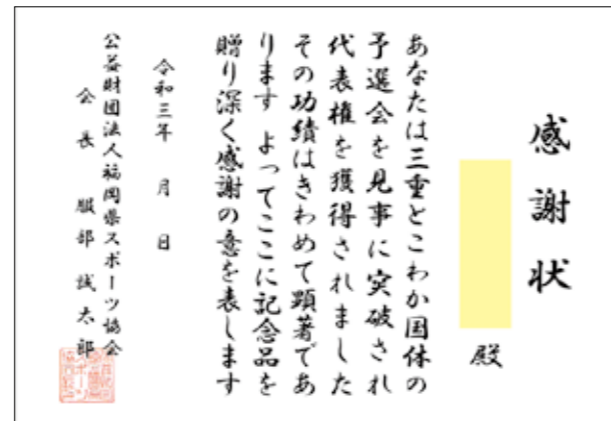 感謝状
殿
あなたは三重とこわか国体の
予選会を見事に突破され
代表権を獲得されました
その功績はきわめて顕著であ
ります よってここに記念品を
贈り深く感謝の意を表します
令和三年 月 日
公益財団法人福岡県スポーツ協会
会長 服部誠太郎